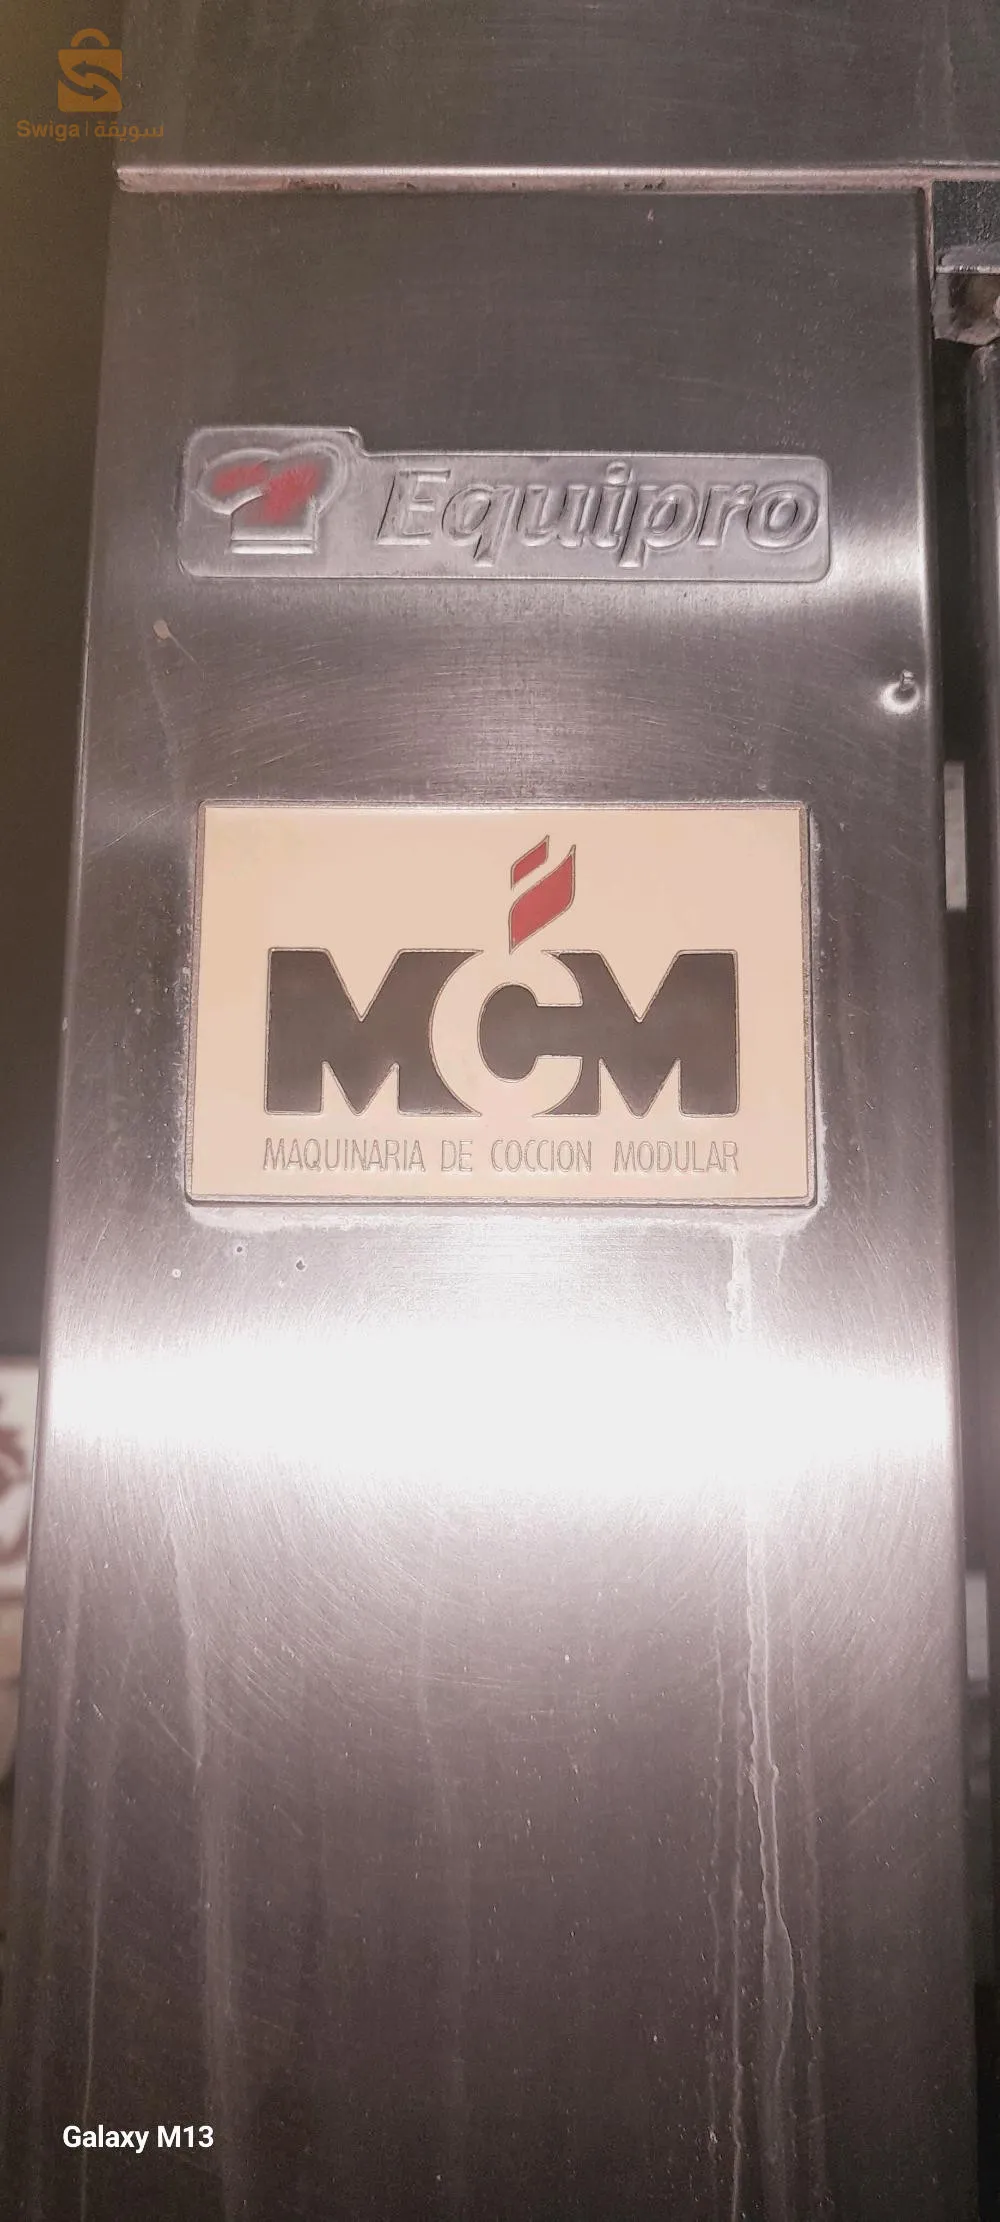 Swiga | سويقة
Equipro
MCM
MAQUINARIA DE COCCION MODULAR
Galaxy M13